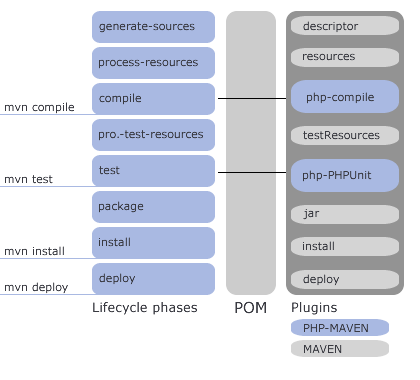 generate-sources
descriptor
process-resources
resources
compile
php-compile
mvn compile
pro.-test-resources
testResources
test
php-PHPUnit
mvn test
package
jar
install
install
mvn install
deploy
deploy
mvn deploy
Lifecycle phases
POM
Plugins
PHP-MAVEN
MAVEN